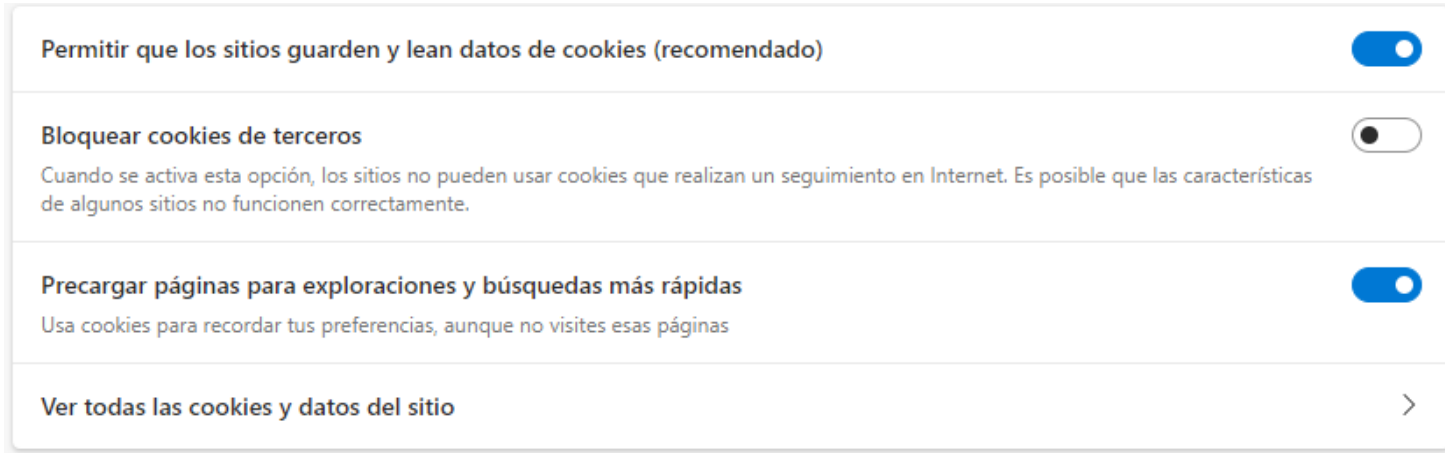 Permitir que los sitios guarden y lean datos de cookies (recomendado)
Bloquear cookies de terceros
Cuando se activa esta opción, los sitios no pueden usar cookies que realizan un seguimiento en Internet. Es posible que las características
de algunos sitios no funcionen correctamente.
Precargar páginas para exploraciones y búsquedas más rápidas
Usa cookies para recordar tus preferencias, aunque no visites esas páginas
Ver todas las cookies y datos del sitio